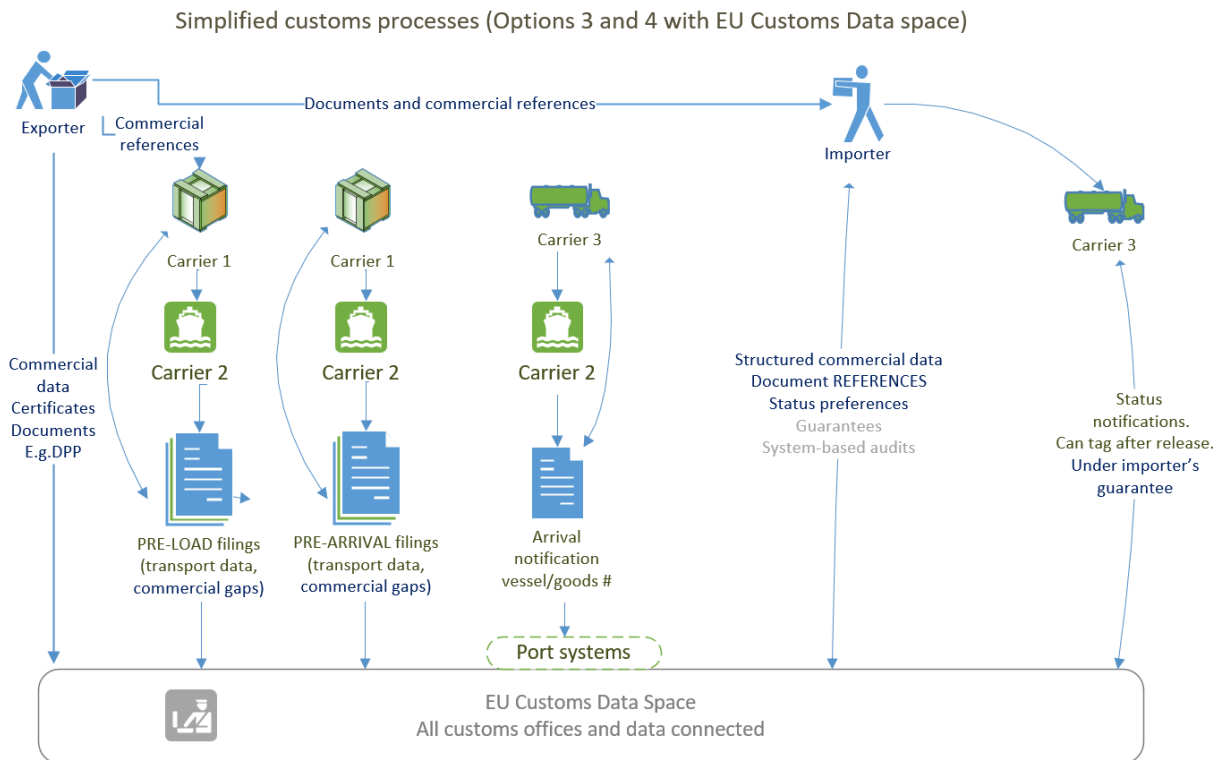 Simplified customs processes (Options 3 and 4 with EU Customs Data space)
Documents and commercial references
Exporter
Commercial
references
Importer
Carrier 1
Carrier 1
Carrier 3
Carrier 3
Carrier 2
Carrier 2
Carrier 2
Commercial
data
Certificates
Documents
E.g.DPP
Structured commercial data
Document REFERENCES
Status preferences
Guarantees
System-based audits
Status
notifications.
Can tag after release.
Under importer's
guarantee
PRE-LOAD filings
(transport data,
commercial gaps)
PRE-ARRIVAL filings
(transport data,
commercial gaps)
Arrival
notification
vessel/goods #
Port systems
EU Customs Data Space
All customs offices and data connected